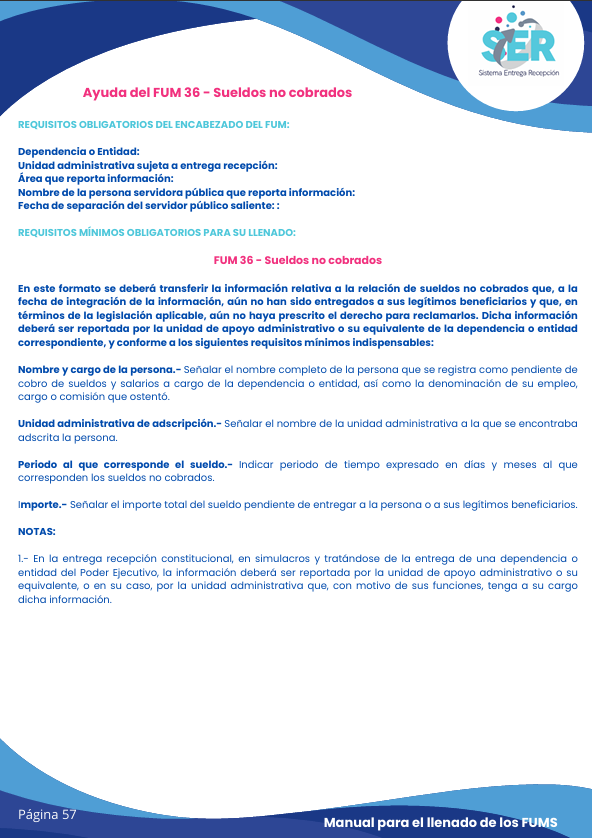 SER
Sistema Entrega Recepción
Ayuda del FUM 36 - Sueldos no cobrados
REQUISITOS OBLIGATORIOS DEL ENCABEZADO DEL FUM:
Dependencia o Entidad:
Unidad administrativa sujeta a entrega recepción:
Área que reporta información:
Nombre de la persona servidora pública que reporta información:
Fecha de separación del servidor público saliente: :
REQUISITOS MÍNIMOS OBLIGATORIOS PARA SU LLENADO:
FUM 36 - Sueldos no cobrados
En este formato se deberá transferir la información relativa a la relación de sueldos no cobrados que, a la
fecha de integración de la información, aún no han sido entregados a sus legítimos beneficiarios y que, en
términos de la legislación aplicable, aún no haya prescrito el derecho para reclamarlos. Dicha información
deberá ser reportada por la unidad de apoyo administrativo o su equivalente de la dependencia o entidad
correspondiente, y conforme a los siguientes requisitos mínimos indispensables:
Nombre y cargo de la persona.- Señalar el nombre completo de la persona que se registra como pendiente de
cobro de sueldos y salarios a cargo de la dependencia o entidad, así como la denominación de su empleo,
cargo o comisión que ostentó.
Unidad administrativa de adscripción.- Señalar el nombre de la unidad administrativa a la que se encontraba
adscrita la persona.
Periodo al que corresponde el sueldo.- Indicar periodo de tiempo expresado en días y meses al que
corresponden los sueldos no cobrados.
Importe.- Señalar el importe total del sueldo pendiente de entregar a la persona o a sus legítimos beneficiarios.
NOTAS:
1.- En la entrega recepción constitucional, en simulacros y tratándose de la entrega de una dependencia o
entidad del Poder Ejecutivo, la información deberá ser reportada por la unidad de apoyo administrativo o su
equivalente, o en su caso, por la unidad administrativa que, con motivo de sus funciones, tenga a su cargo
dicha información.
Página 57
Manual para el llenado de los FUMS